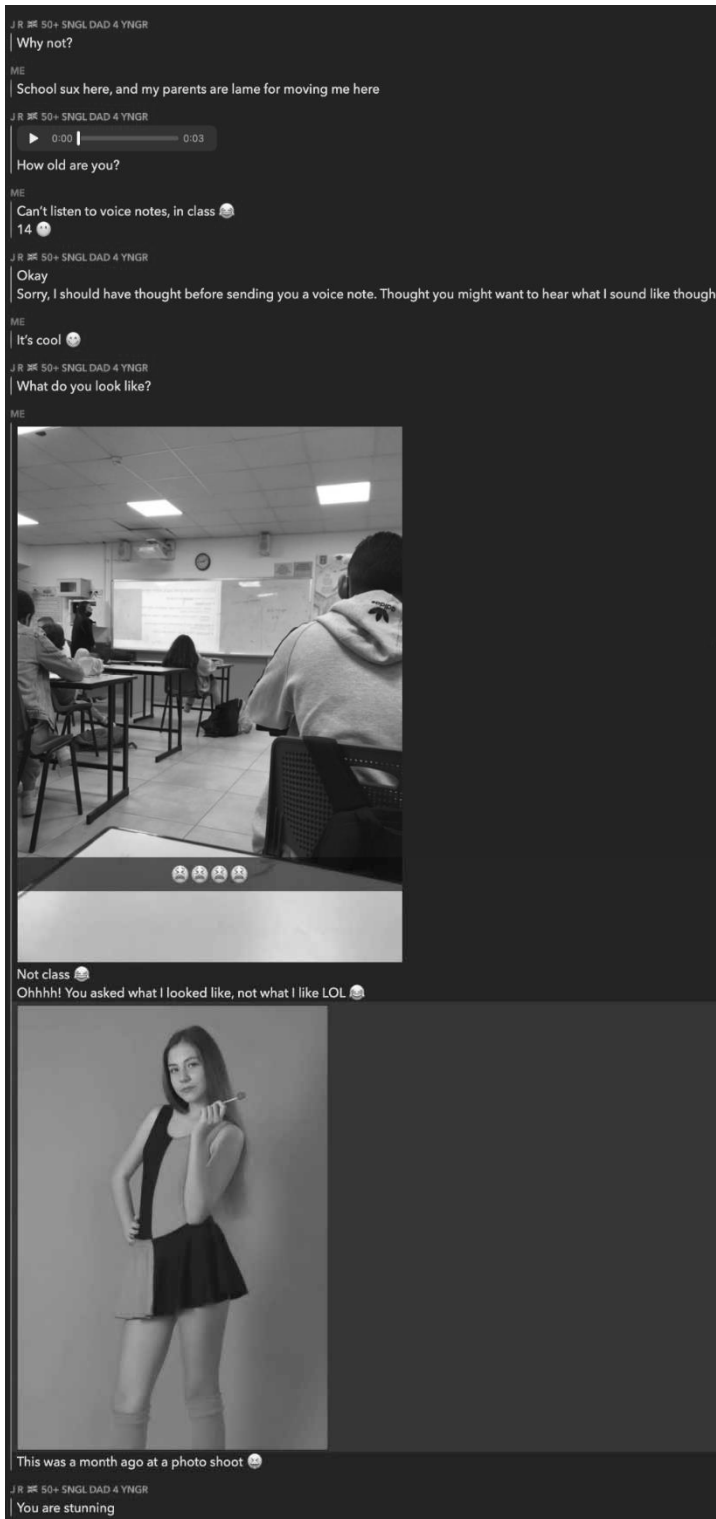 J R 50+ SNGL DAD 4 YNGR
Why not?
ME
School sux here, and my parents are lame for moving me here
J R 50+ SNGL DAD 4 YNGR
0:00 0:03
How old are you?
ME
Can't listen to voice notes, in class 😂
14 😬
J R 50+ SNGL DAD 4 YNGR
Okay
Sorry, I should have thought before sending you a voice note. Thought you might want to hear what I sound like though
ME
It's cool 🙂
J R 50+ SNGL DAD 4 YNGR
What do you look like?
ME
adidas
Not class 😂
Ohhhh! You asked what I looked like, not what I like LOL 😂
This was a month ago at a photo shoot 😝
J R 50+ SNGL DAD 4 YNGR
You are stunning